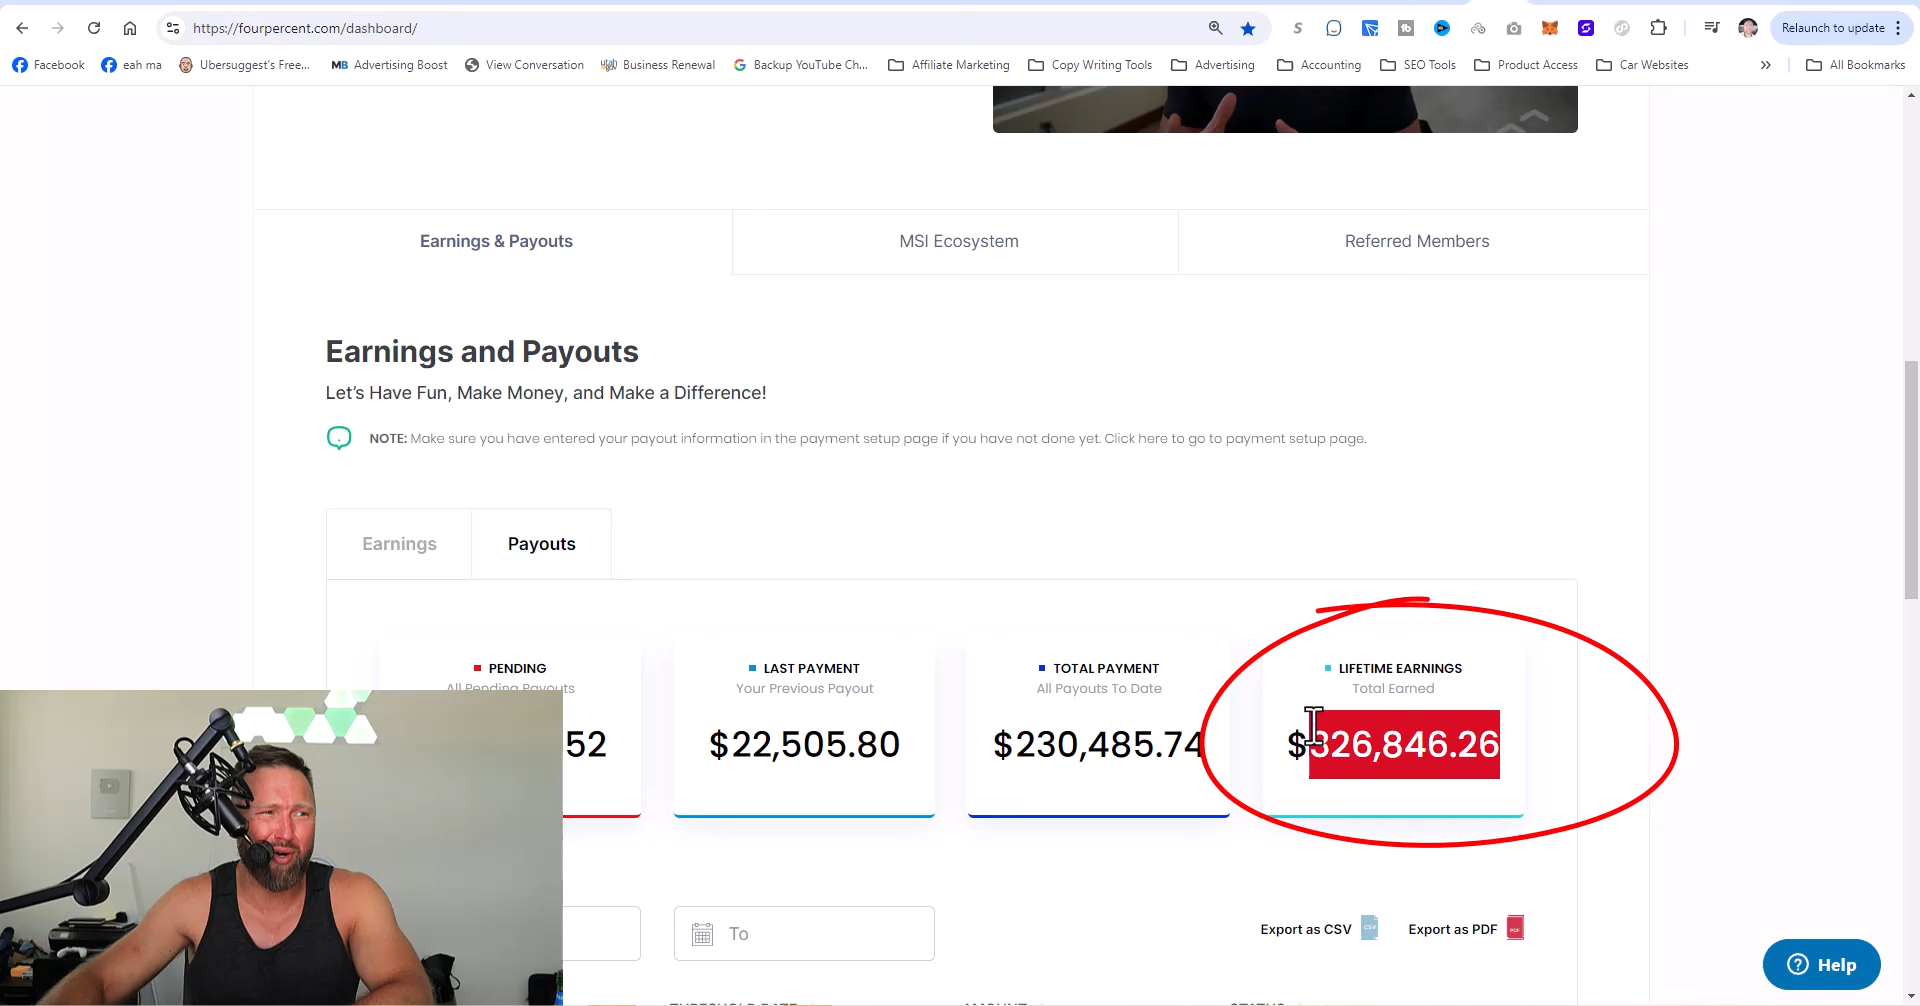 https://fourpercent.com/dashboard/
Relaunch to update
Facebook
eah ma
Ubersuggest's Free...
MB Advertising Boost
View Conversation
Business Renewal
Backup YouTube Ch...
Affiliate Marketing
Copy Writing Tools
Advertising
Accounting
SEO Tools
Product Access
Car Websites
All Bookmarks
Earnings & Payouts
MSI Ecosystem
Referred Members
Earnings and Payouts
Let's Have Fun, Make Money, and Make a Difference!
NOTE: Make sure you have entered your payout information in the payment setup page if you have not done yet. Click here to go to payment setup page.
Earnings
Payouts
PENDING
All Pending Payouts
52
LAST PAYMENT
Your Previous Payout
$22,505.80
TOTAL PAYMENT
All Payouts To Date
$230,485.74
LIFETIME EARNINGS
Total Earned
$326,846.26
To
Export as CSV
Export as PDF
Help